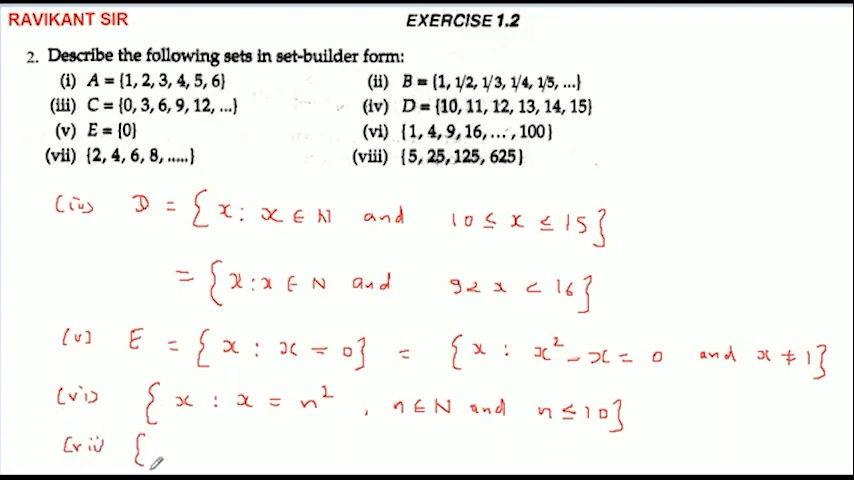 RAVIKANT SIR EXERCISE 1.2
2. Describe the following sets in set-builder form:
(i) A = {1, 2, 3, 4, 5, 6} (ii) B = {1, 1/2, 1/3, 1/4, 1/5, ...}
(iii) C = {0, 3, 6, 9, 12, ...} (iv) D = {10, 11, 12, 13, 14, 15}
(v) E = {0} (vi) {1, 4, 9, 16, ..., 100}
(vii) {2, 4, 6, 8, .....} (viii) {5, 25, 125, 625}
(iv) D = {x : x ∈ N and 10 ≤ x ≤ 15}
= {x : x ∈ N and 9 < x < 16}
(v) E = {x : x = 0} = {x : x² - x = 0 and x ≠ 1}
(vi) {x : x = n², n ∈ N and n ≤ 10}
(vii) {